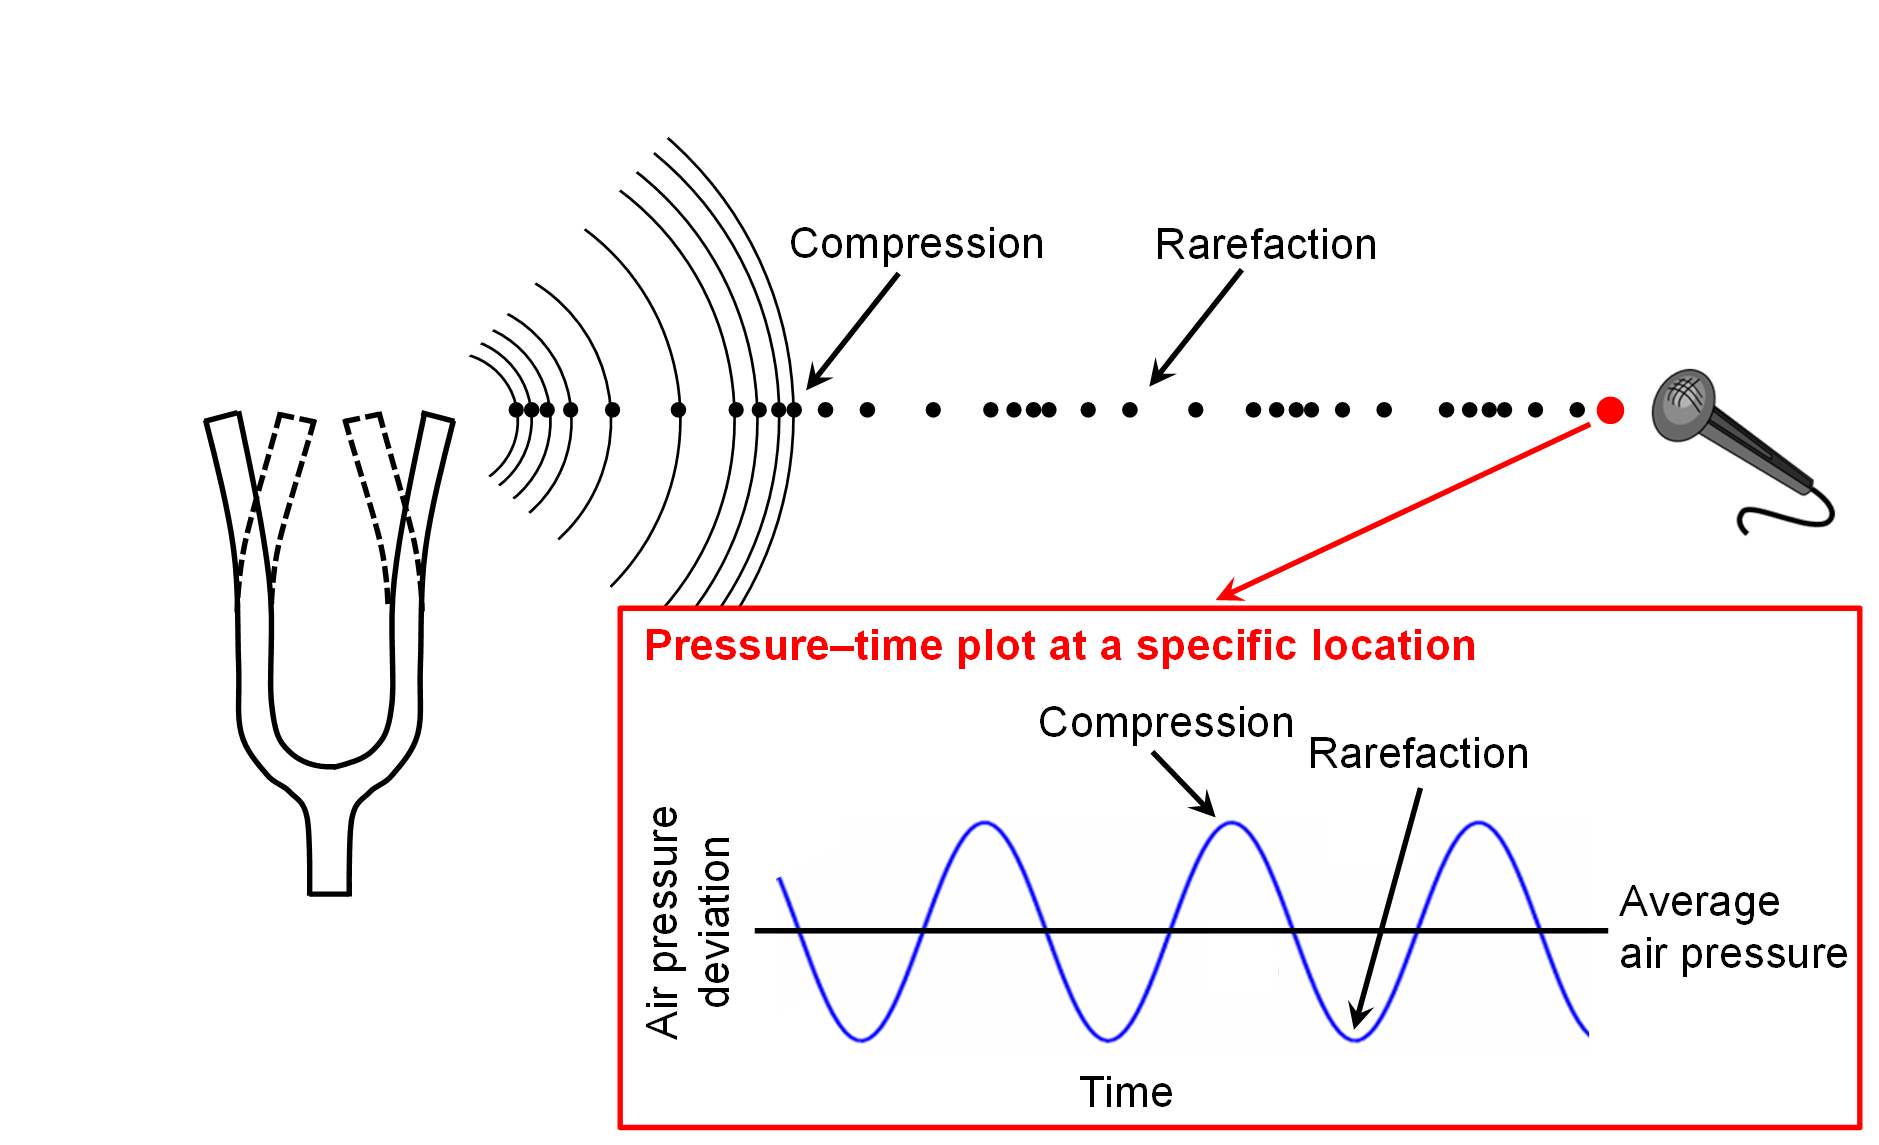 Compression
Rarefaction
Pressure–time plot at a specific location
Compression
Rarefaction
Air pressure
deviation
Average
air pressure
Time